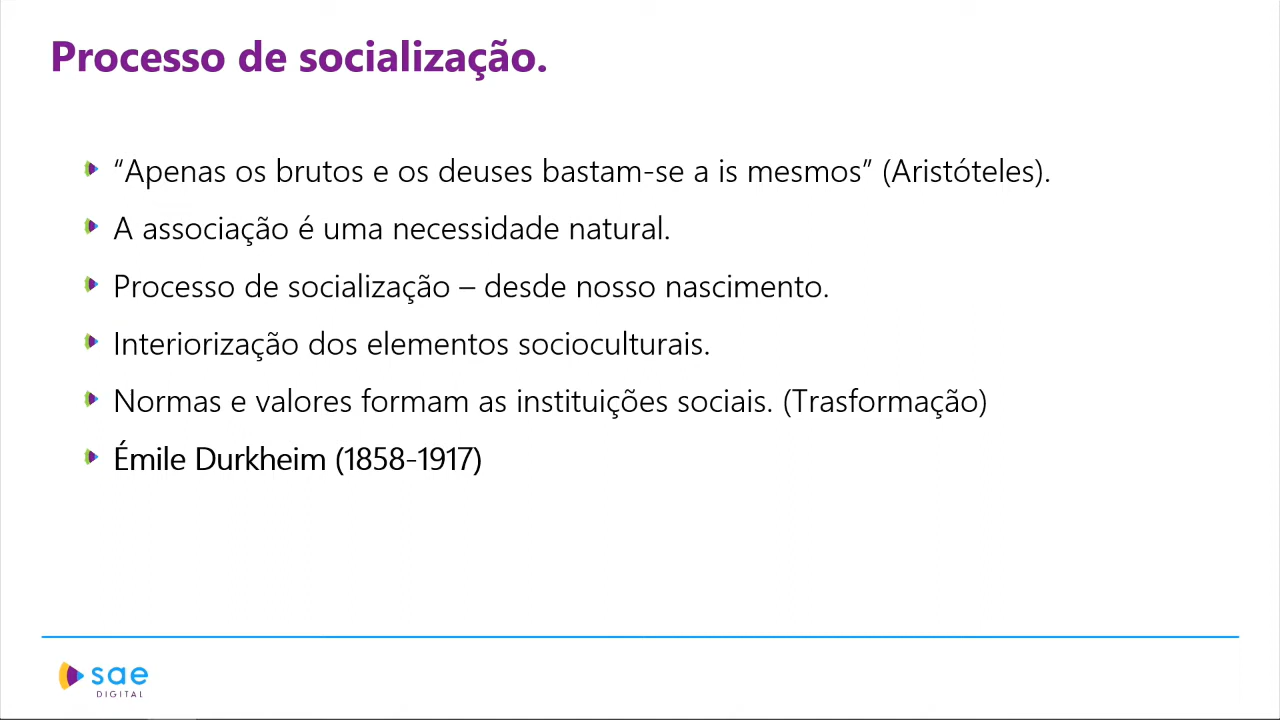 Processo de socialização.
“Apenas os brutos e os deuses bastam-se a is mesmos” (Aristóteles).
A associação é uma necessidade natural.
Processo de socialização – desde nosso nascimento.
Interiorização dos elementos socioculturais.
Normas e valores formam as instituições sociais. (Trasformação)
Émile Durkheim (1858-1917)
sae
DIGITAL